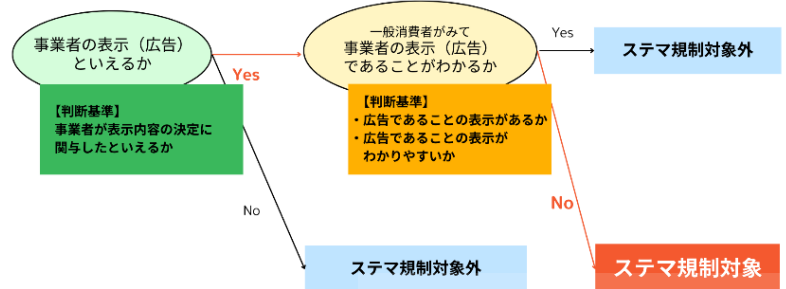 事業者の表示（広告）
といえるか
【判断基準】
事業者が表示内容の決定に
関与したといえるか
Yes
No
ステマ規制対象外
一般消費者がみて
事業者の表示（広告）
であることがわかるか
【判断基準】
・広告であることの表示があるか
・広告であることの表示が
わかりやすいか
Yes
ステマ規制対象外
No
ステマ規制対象